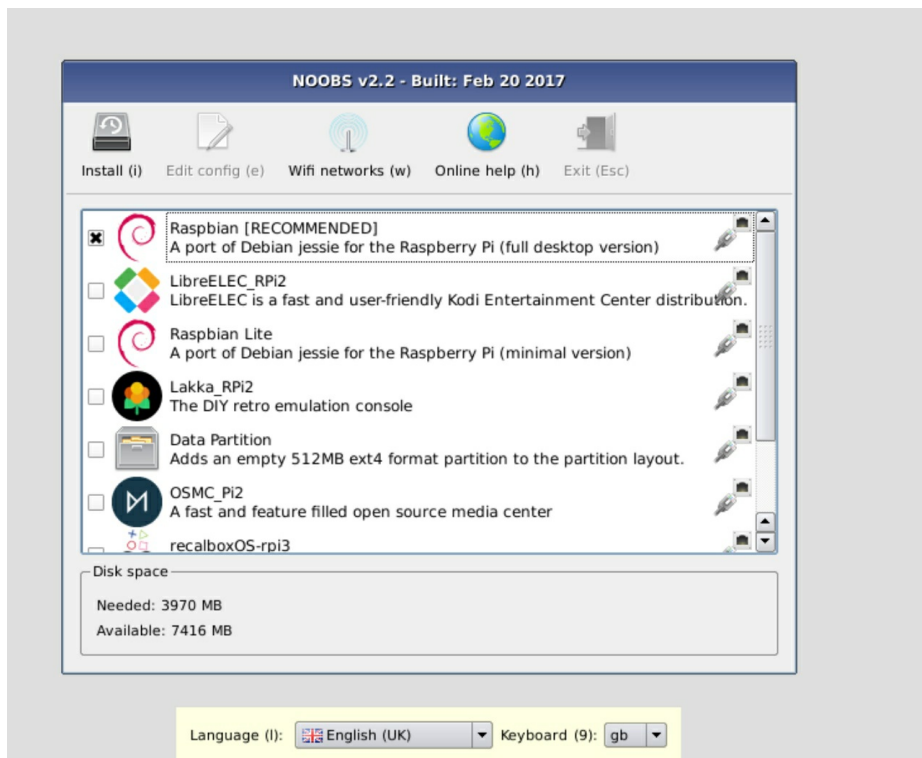 NOOBS v2.2 - Built: Feb 20 2017
Install (i) Edit config (e) Wifi networks (w) Online help (h) Exit (Esc)
Raspbian [RECOMMENDED]
A port of Debian jessie for the Raspberry Pi (full desktop version)
LibreELEC_RPi2
LibreELEC is a fast and user-friendly Kodi Entertainment Center distribution.
Raspbian Lite
A port of Debian jessie for the Raspberry Pi (minimal version)
Lakka_RPi2
The DIY retro emulation console
Data Partition
Adds an empty 512MB ext4 format partition to the partition layout.
OSMC_Pi2
A fast and feature filled open source media center
recalboxOS-rpi3
Disk space
Needed: 3970 MB
Available: 7416 MB
Language (l): English (UK) Keyboard (9): gb